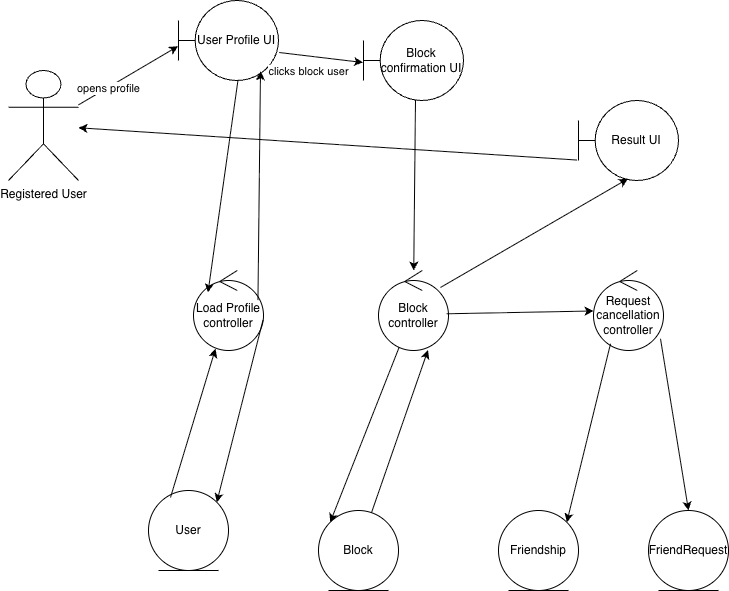 User Profile UI
Block
confirmation UI
clicks block user
opens profile
Result UI
Registered User
Load Profile
controller
Block
controller
Request
cancellation
controller
User
Block
Friendship
FriendRequest